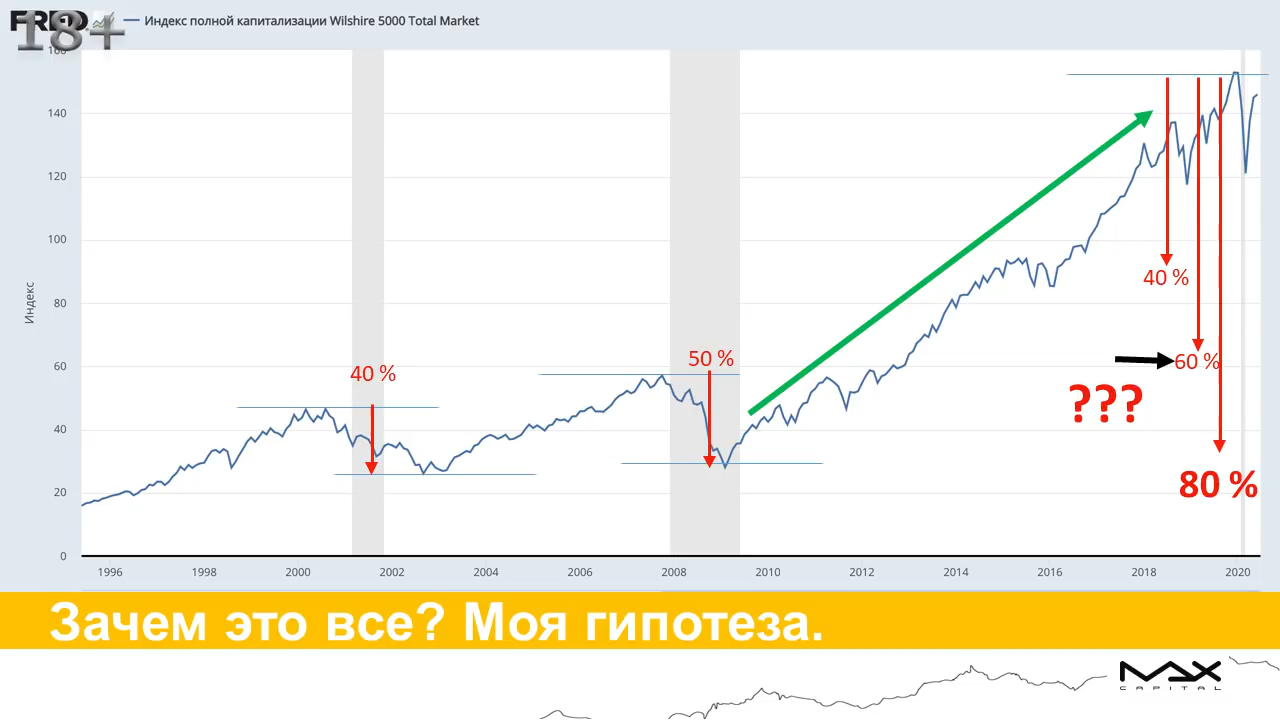 FRED
18+
Индекс полной капитализации Wilshire 5000 Total Market
160
140
120
100
80
60
40
20
0
Индекс
40 %
50 %
40 %
60 %
???
80 %
1996 1998 2000 2002 2004 2006 2008 2010 2012 2014 2016 2018 2020
Зачем это все? Моя гипотеза.
MAX
CAPITAL